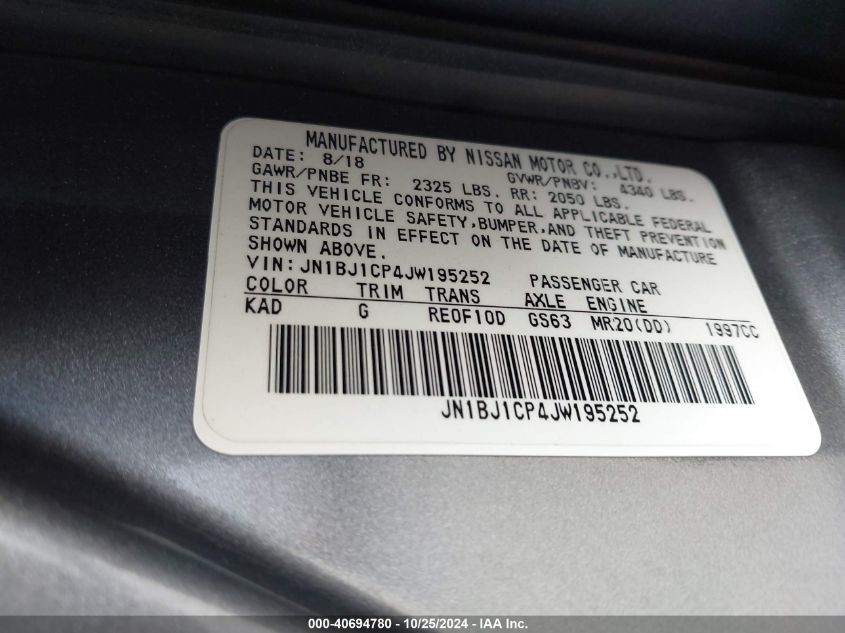 MANUFACTURED BY NISSAN MOTOR CO.,LTD.
DATE: 8/18 GVWR/PNBV: 4340 LBS.
GAWR/PNBE FR: 2325 LBS. RR: 2050 LBS.
THIS VEHICLE CONFORMS TO ALL APPLICABLE FEDERAL
MOTOR VEHICLE SAFETY,BUMPER,AND THEFT PREVENTION
STANDARDS IN EFFECT ON THE DATE OF MANUFACTURE
SHOWN ABOVE.
VIN:JN1BJ1CP4JW195252 PASSENGER CAR
COLOR TRIM TRANS AXLE ENGINE
KAD G RE0F10D GS63 MR20(DD) 1997CC
JN1BJ1CP4JW195252
000-40694780 - 10/25/2024 - IAA Inc.